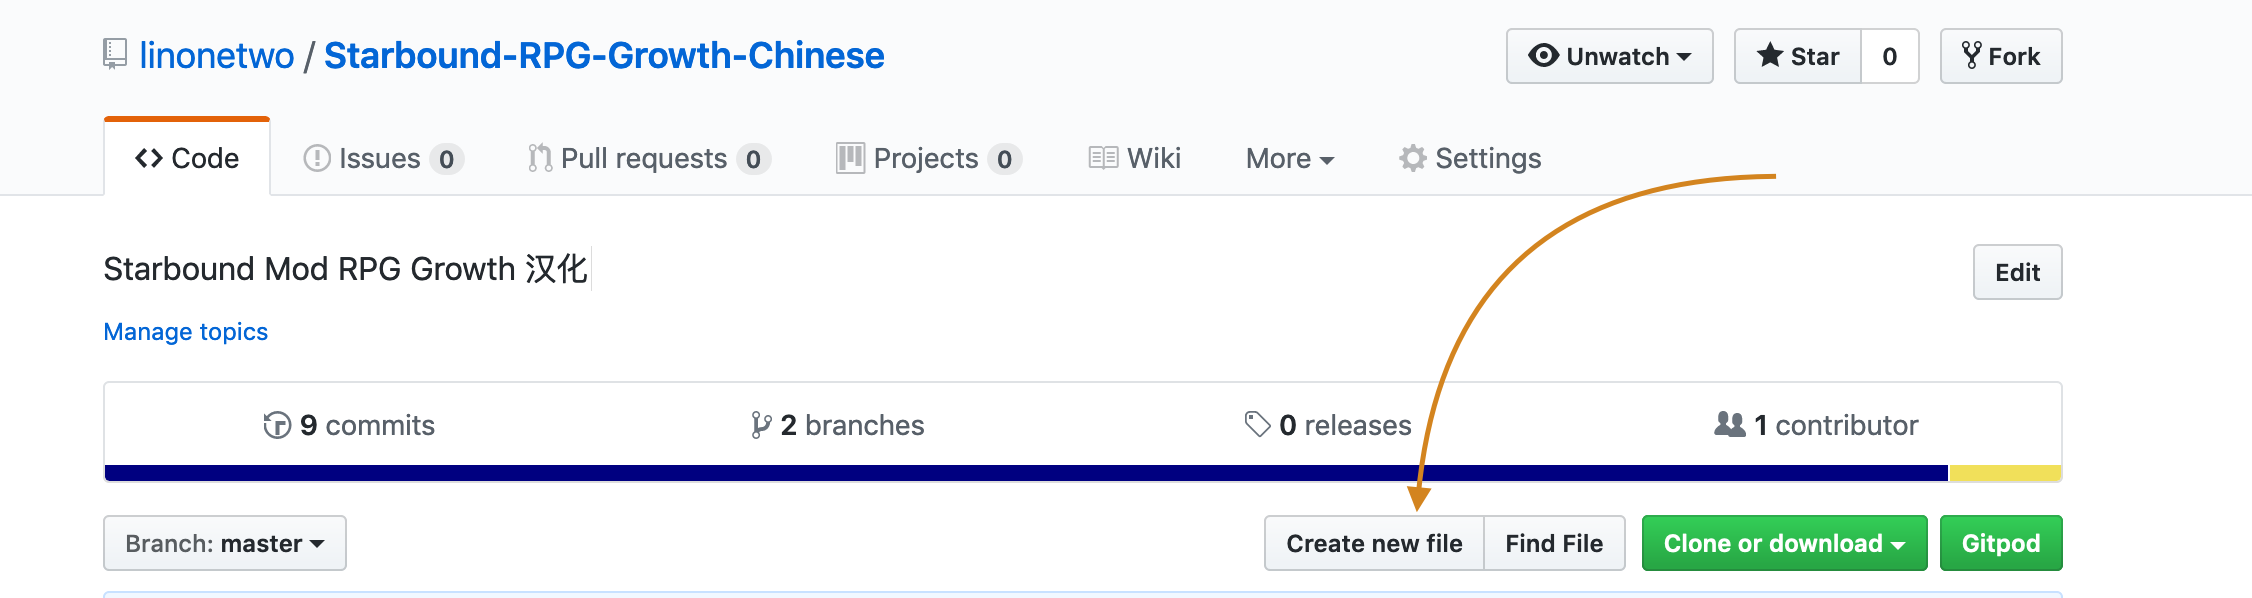 linonetwo / Starbound-RPG-Growth-Chinese
Unwatch
Star 0
Fork
Code
Issues 0
Pull requests 0
Projects 0
Wiki
More
Settings
Starbound Mod RPG Growth 汉化
Edit
Manage topics
9 commits
2 branches
0 releases
1 contributor
Branch: master
Create new file
Find File
Clone or download
Gitpod